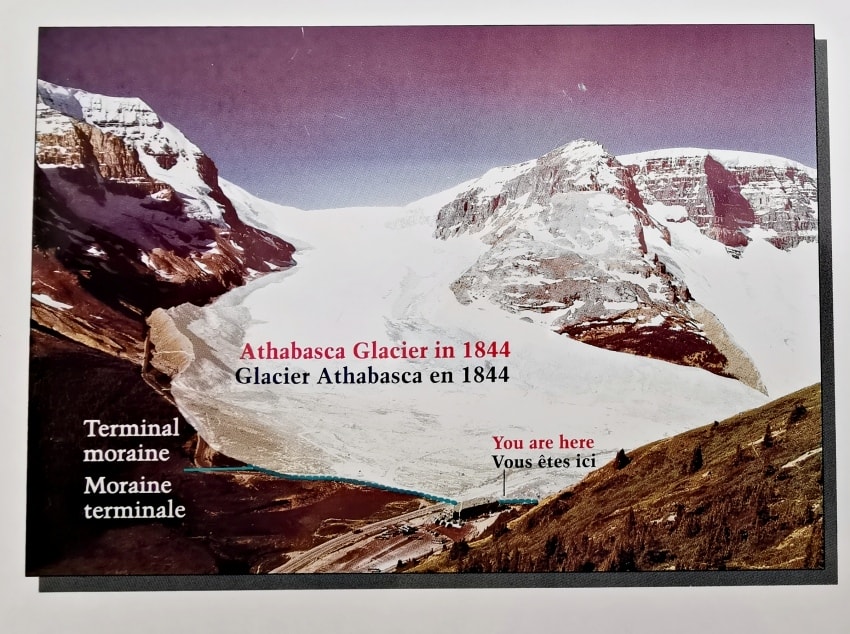 Athabasca Glacier in 1844
Glacier Athabasca en 1844
Terminal
moraine
Moraine
terminale
You are here
Vous êtes ici